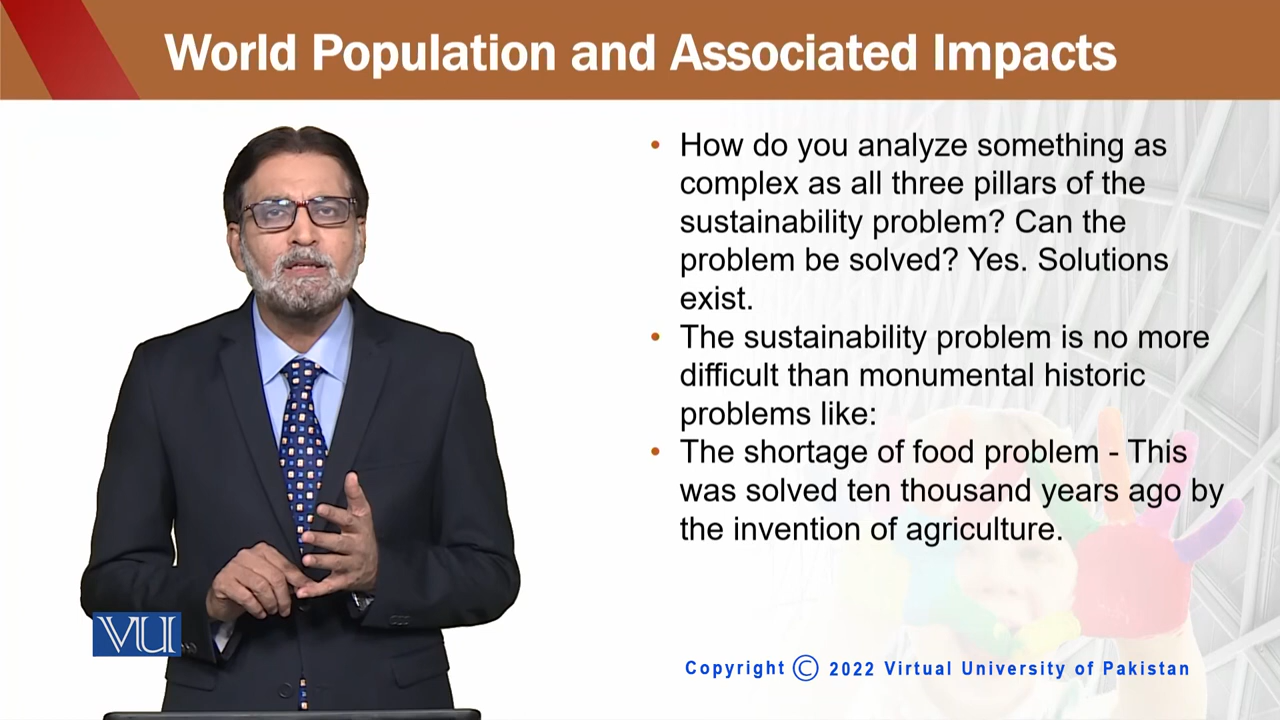 World Population and Associated Impacts
• How do you analyze something as
complex as all three pillars of the
sustainability problem? Can the
problem be solved? Yes. Solutions
exist.
• The sustainability problem is no more
difficult than monumental historic
problems like:
• The shortage of food problem - This
was solved ten thousand years ago by
the invention of agriculture.
VU
Copyright © 2022 Virtual University of Pakistan